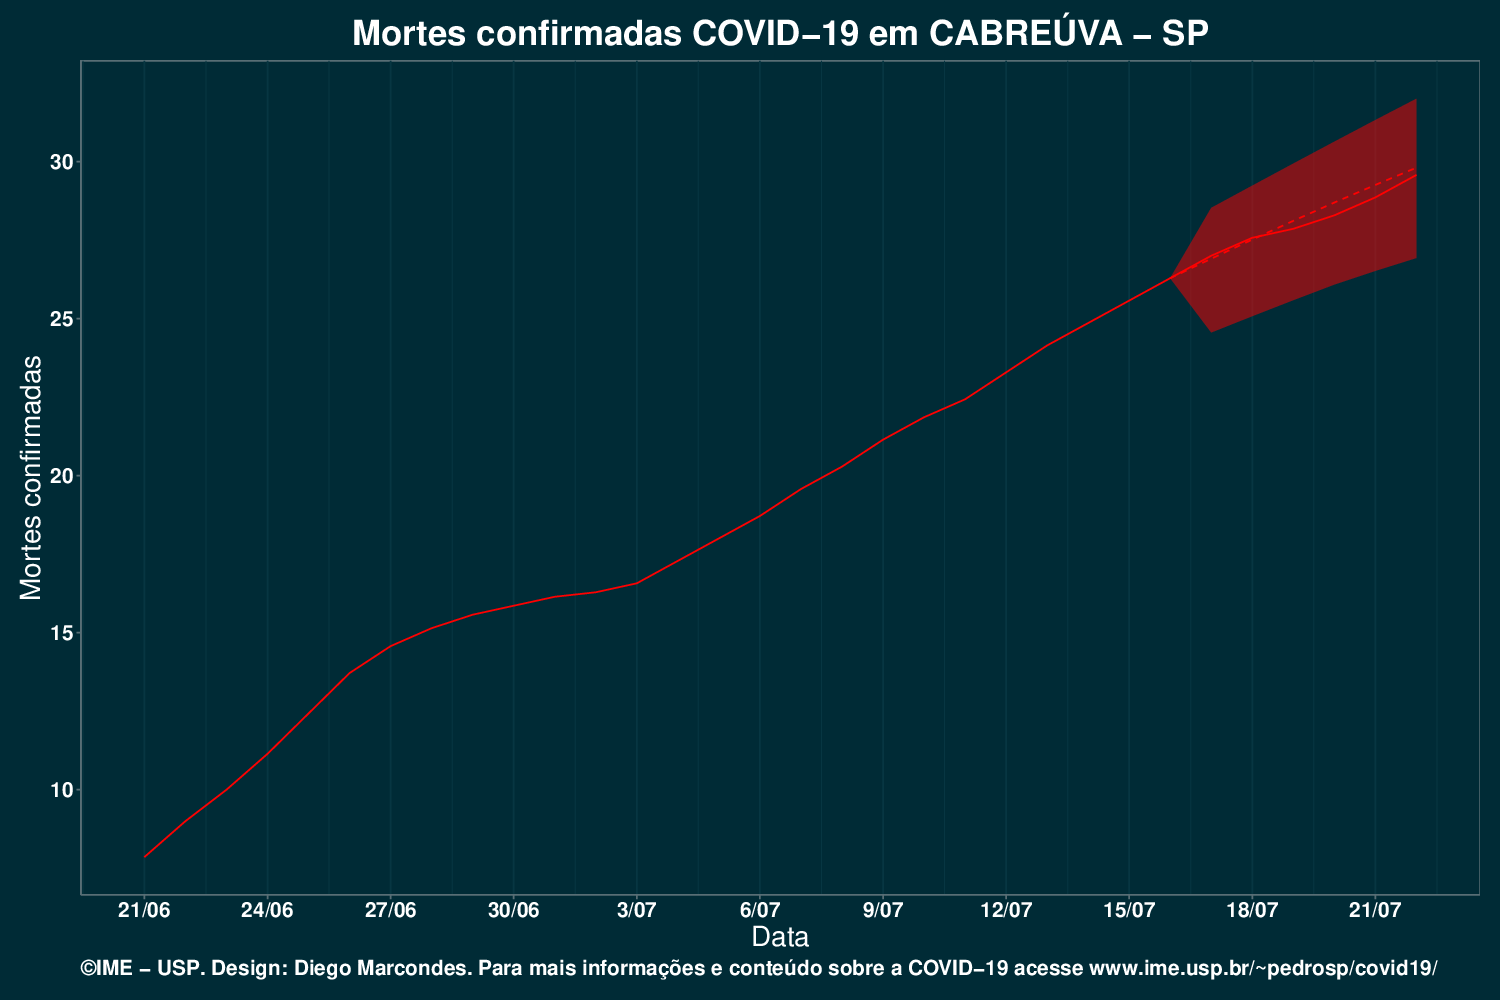 Mortes confirmadas COVID−19 em CABREÚVA − SP
Mortes confirmadas
30
25
20
15
10
21/06 24/06 27/06 30/06 3/07 6/07 9/07 12/07 15/07 18/07 21/07
Data
©IME − USP. Design: Diego Marcondes. Para mais informações e conteúdo sobre a COVID−19 acesse www.ime.usp.br/~pedrosp/covid19/